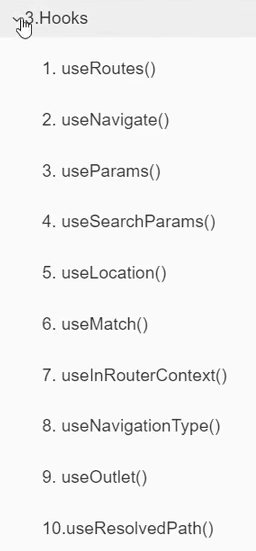 3.Hooks
1. useRoutes()
2. useNavigate()
3. useParams()
4. useSearchParams()
5. useLocation()
6. useMatch()
7. useInRouterContext()
8. useNavigationType()
9. useOutlet()
10.useResolvedPath()